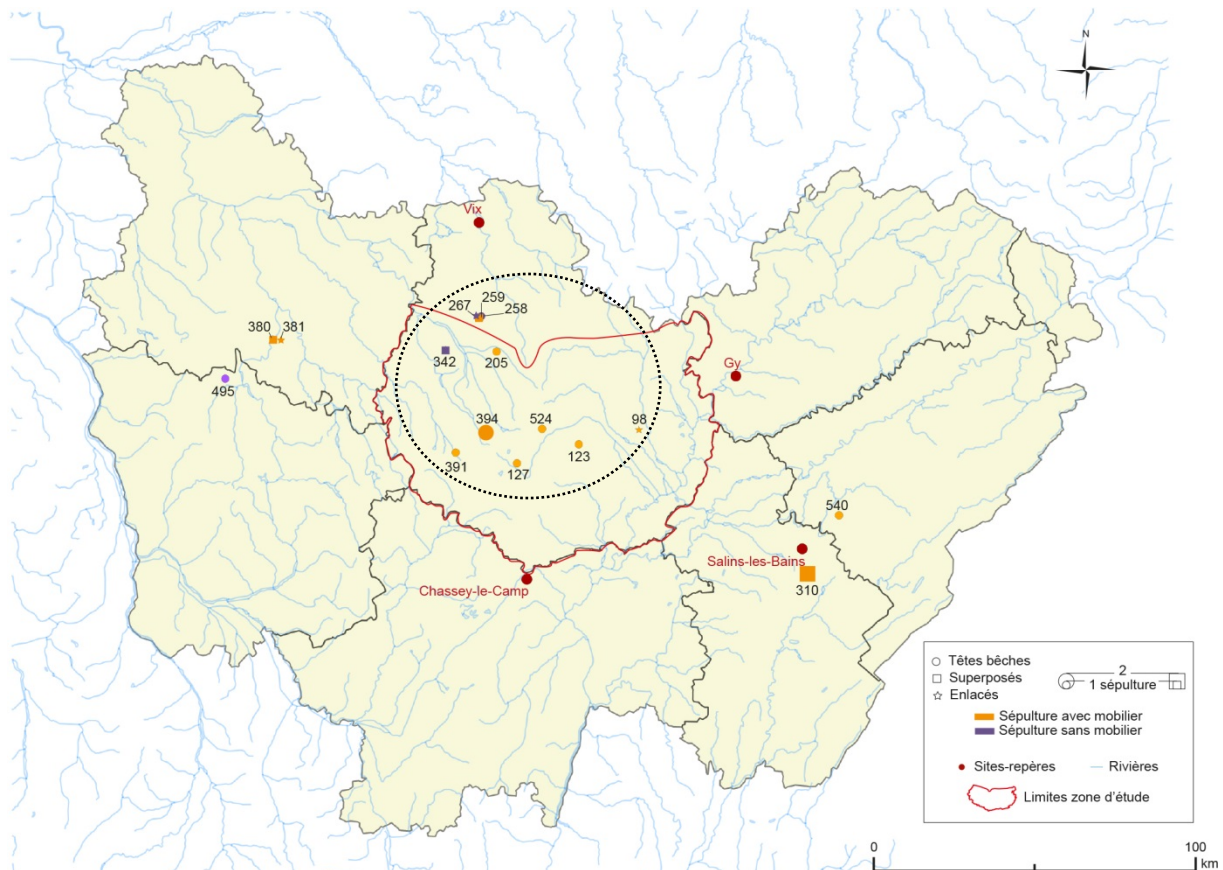 N
Vix
259
267
258
380
381
342
205
495
Gy
394
524
98
391
127
123
540
Salins-les-Bains
310
Chassey-le-Camp
Têtes bêches
Superposés
Enlacés
2
1 sépulture
Sépulture avec mobilier
Sépulture sans mobilier
Sites-repères
Rivières
Limites zone d'étude
0
100
km